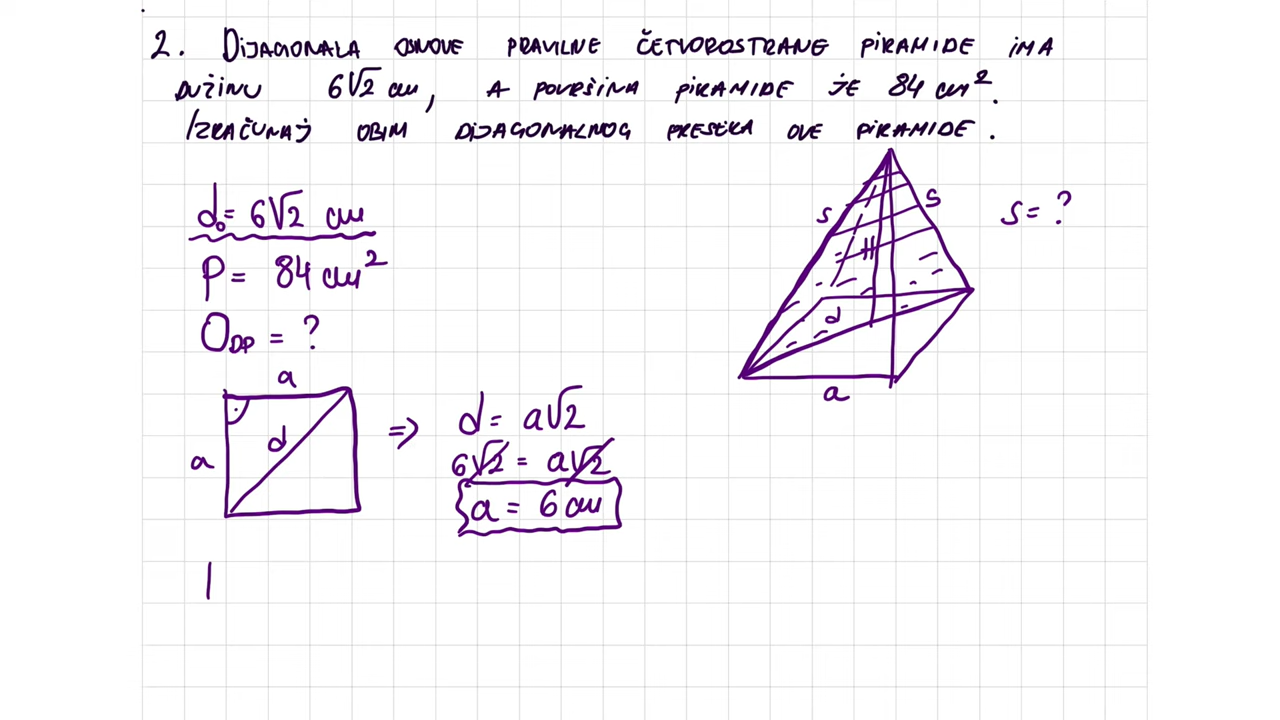 2. DIJAGONALA OSNOVE PRAVILNE ČETVOROSTRANE PIRAMIDE IMA
DUŽINU 6√2 cm, A POVRŠINA PIRAMIDE JE 84 cm².
IZRAČUNAJ OBIM DIJAGONALNOG PRESEKA OVE PIRAMIDE.
d₀= 6√2 cm
P= 84 cm²
O_DP = ?
a
a
d
⇒
d= a√2
6√2 = a√2
a = 6 cm
s
s
H
d
a
s= ?